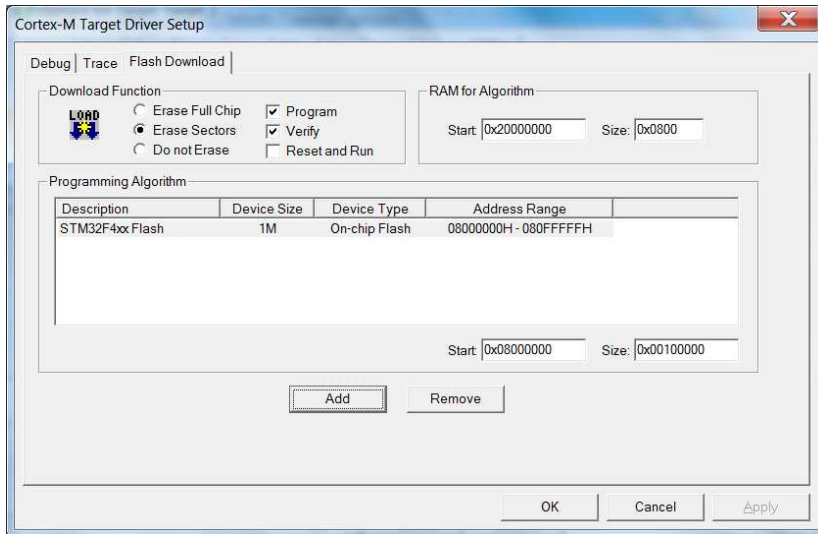 Cortex-M Target Driver Setup
Debug Trace Flash Download
Download Function
LOAD
Erase Full Chip Program
Erase Sectors Verify
Do not Erase Reset and Run
RAM for Algorithm
Start: 0x20000000 Size: 0x0800
Programming Algorithm
Description Device Size Device Type Address Range
STM32F4xx Flash 1M On-chip Flash 08000000H - 080FFFFFH
Start: 0x08000000 Size: 0x00100000
Add Remove
OK Cancel Apply